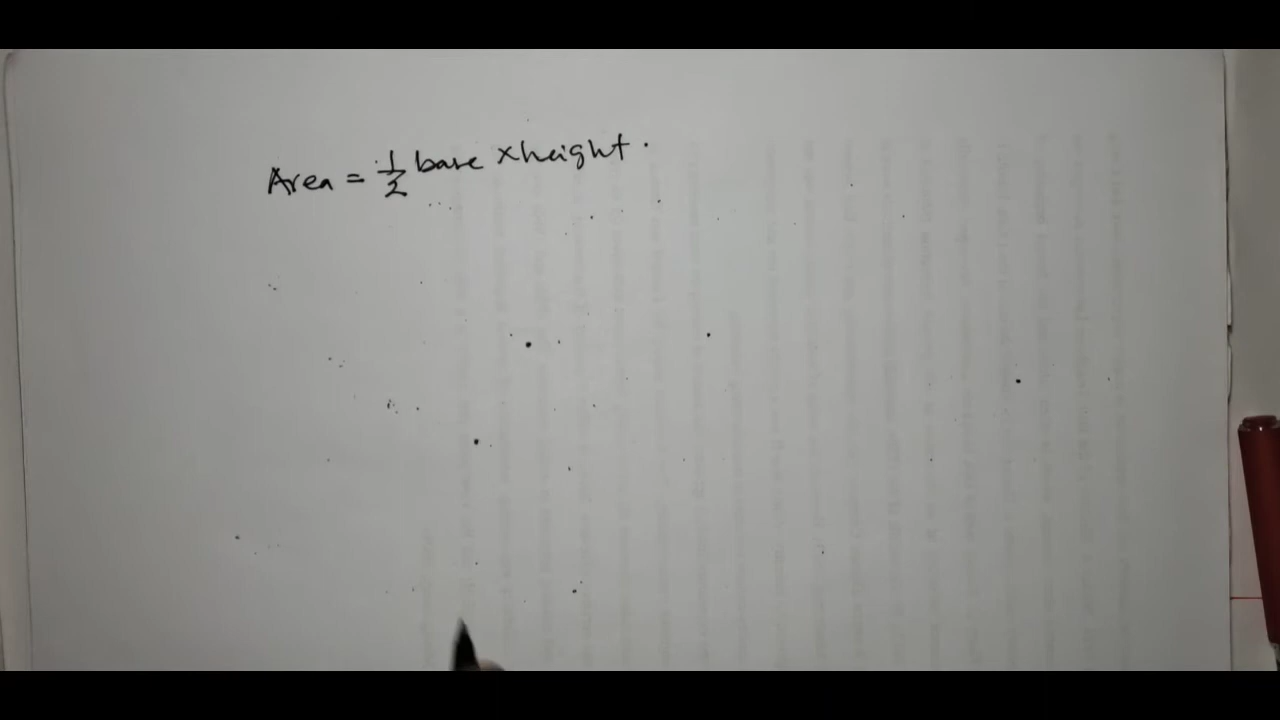 Area = 1/2 base × height.